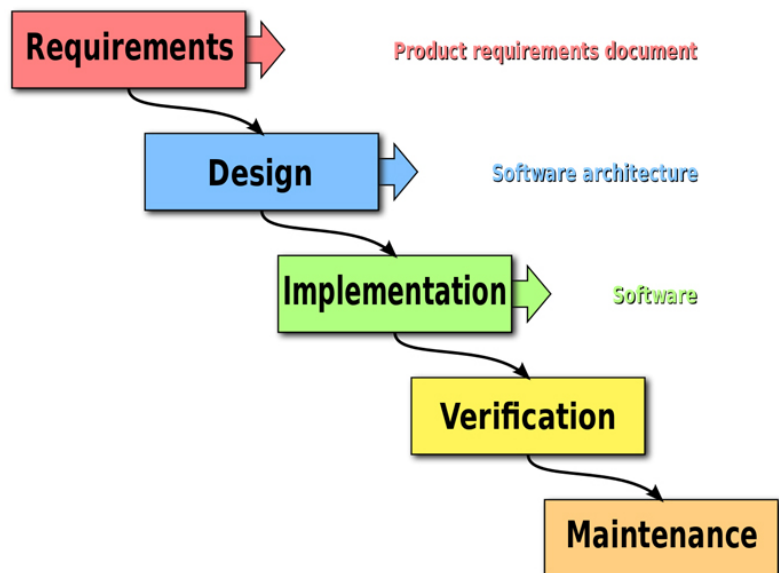 Requirements
Product requirements document
Design
Software architecture
Implementation
Software
Verification
Maintenance